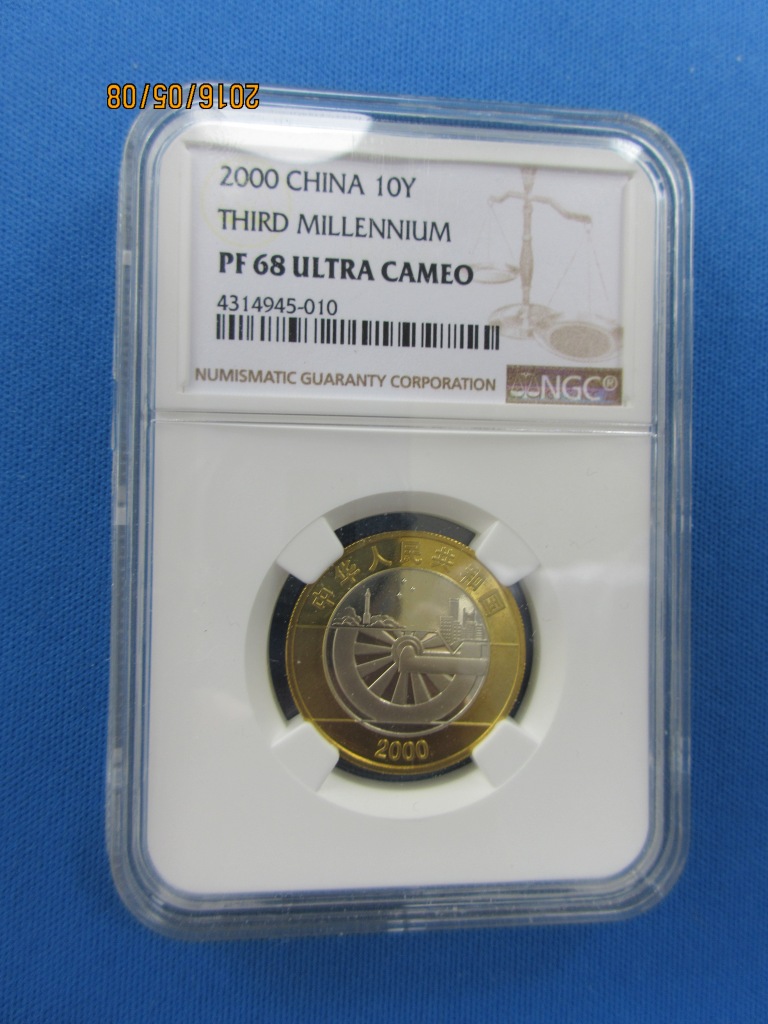 2016/05/08
2000 CHINA 10Y
THIRD MILLENNIUM
PF 68 ULTRA CAMEO
4314945-010
NUMISMATIC GUARANTY CORPORATION
NGC®
中华人民共和国
2000